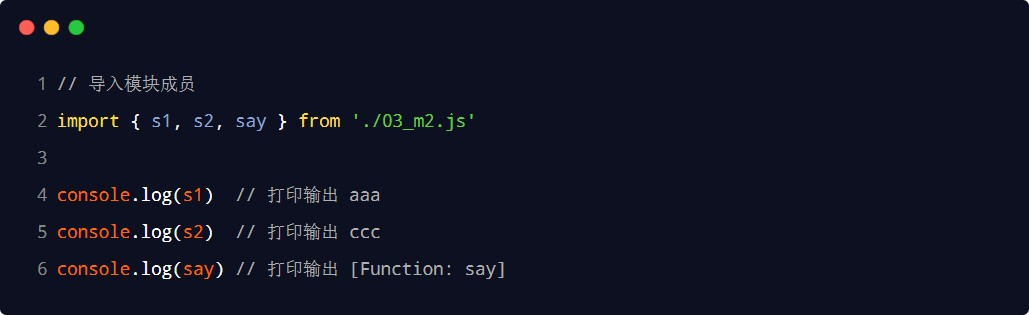 1 // 导入模块成员
2 import { s1, s2, say } from './03_m2.js'
3
4 console.log(s1)  // 打印输出 aaa
5 console.log(s2)  // 打印输出 ccc
6 console.log(say) // 打印输出 [Function: say]